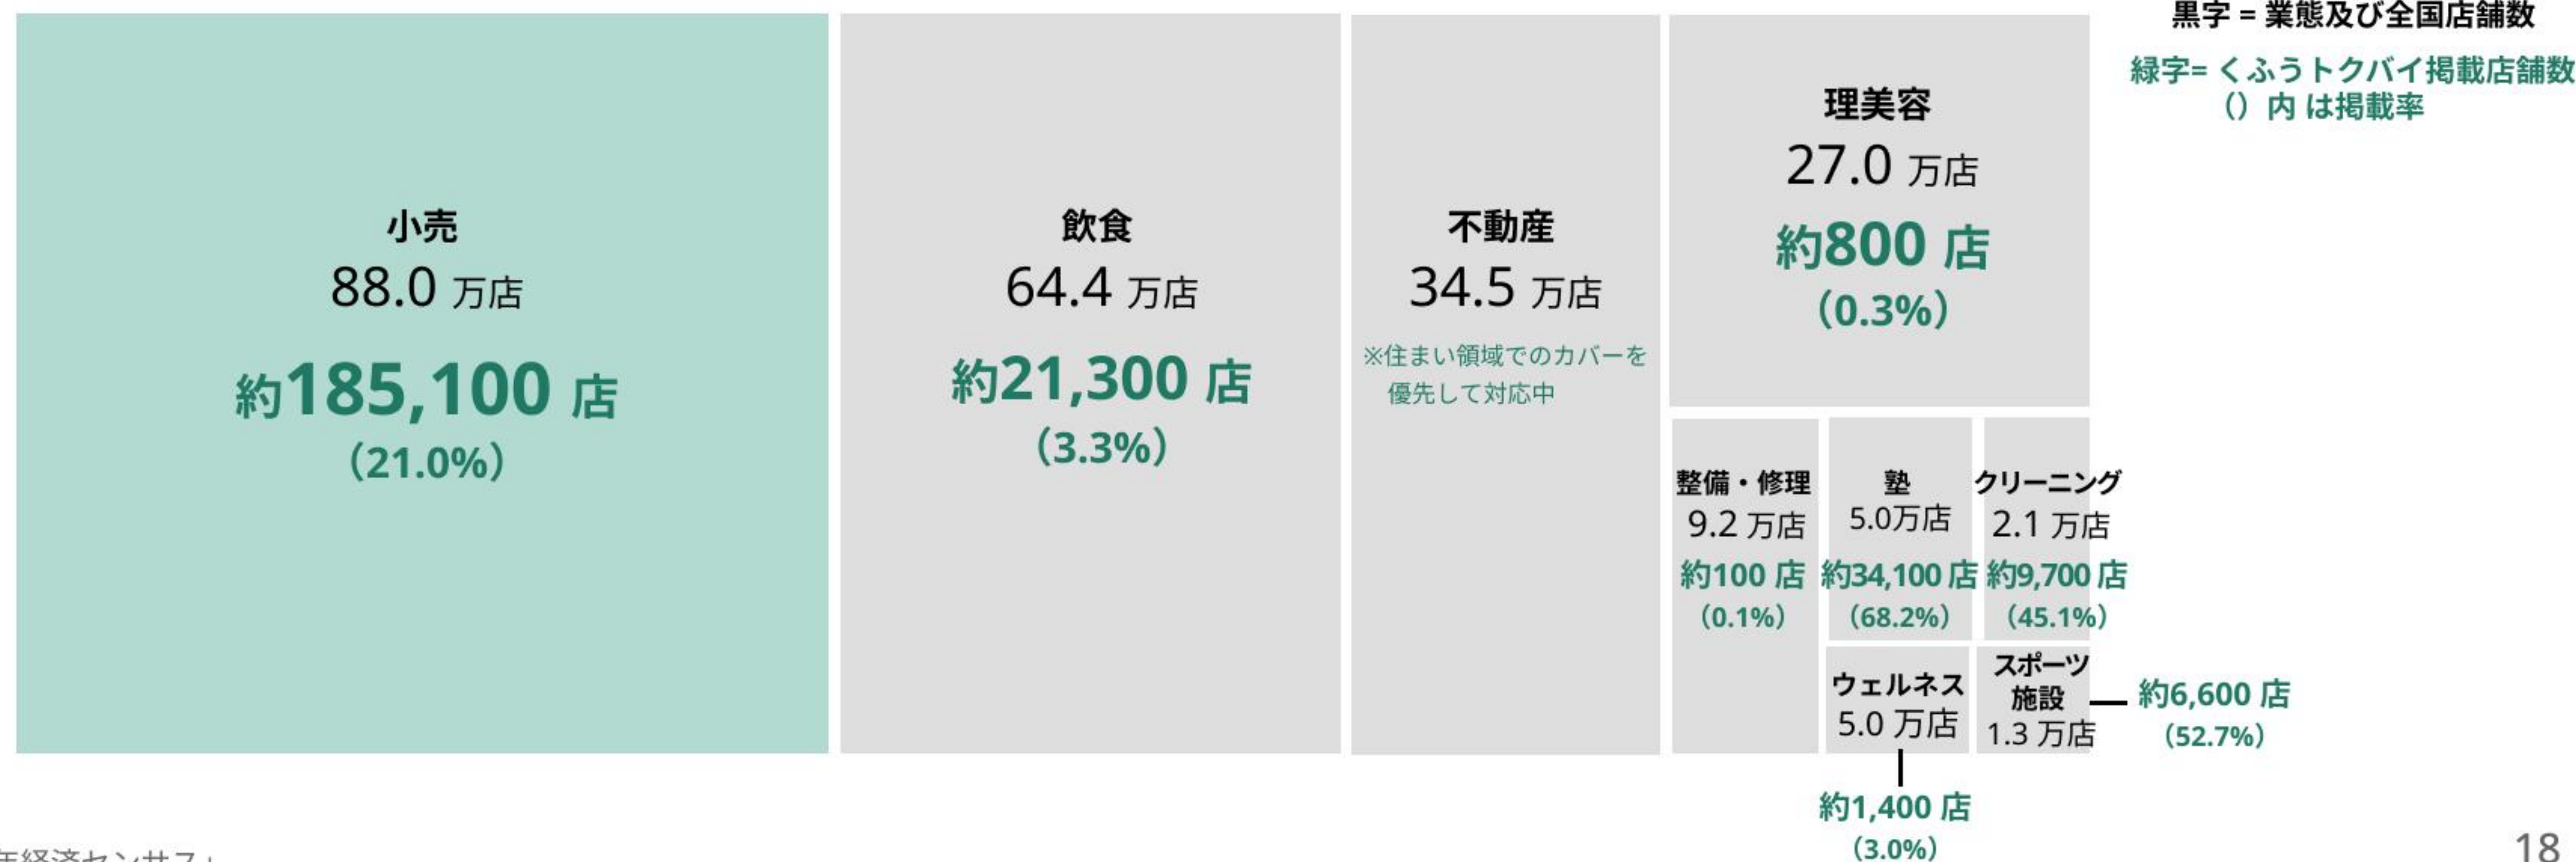 黒字 = 業態及び全国店舗数
緑字= くふうトクバイ掲載店舗数
（）内 は掲載率
小売
88.0 万店
約185,100 店
（21.0%）
飲食
64.4 万店
約21,300 店
（3.3%）
不動産
34.5 万店
※住まい領域でのカバーを
優先して対応中
理美容
27.0 万店
約800 店
（0.3%）
整備・修理
9.2 万店
約100 店
（0.1%）
塾
5.0万店
約34,100 店
（68.2%）
クリーニング
2.1 万店
約9,700 店
（45.1%）
ウェルネス
5.0 万店
約1,400 店
（3.0%）
スポーツ
施設
1.3 万店
約6,600 店
（52.7%）
年経済センサス」
18